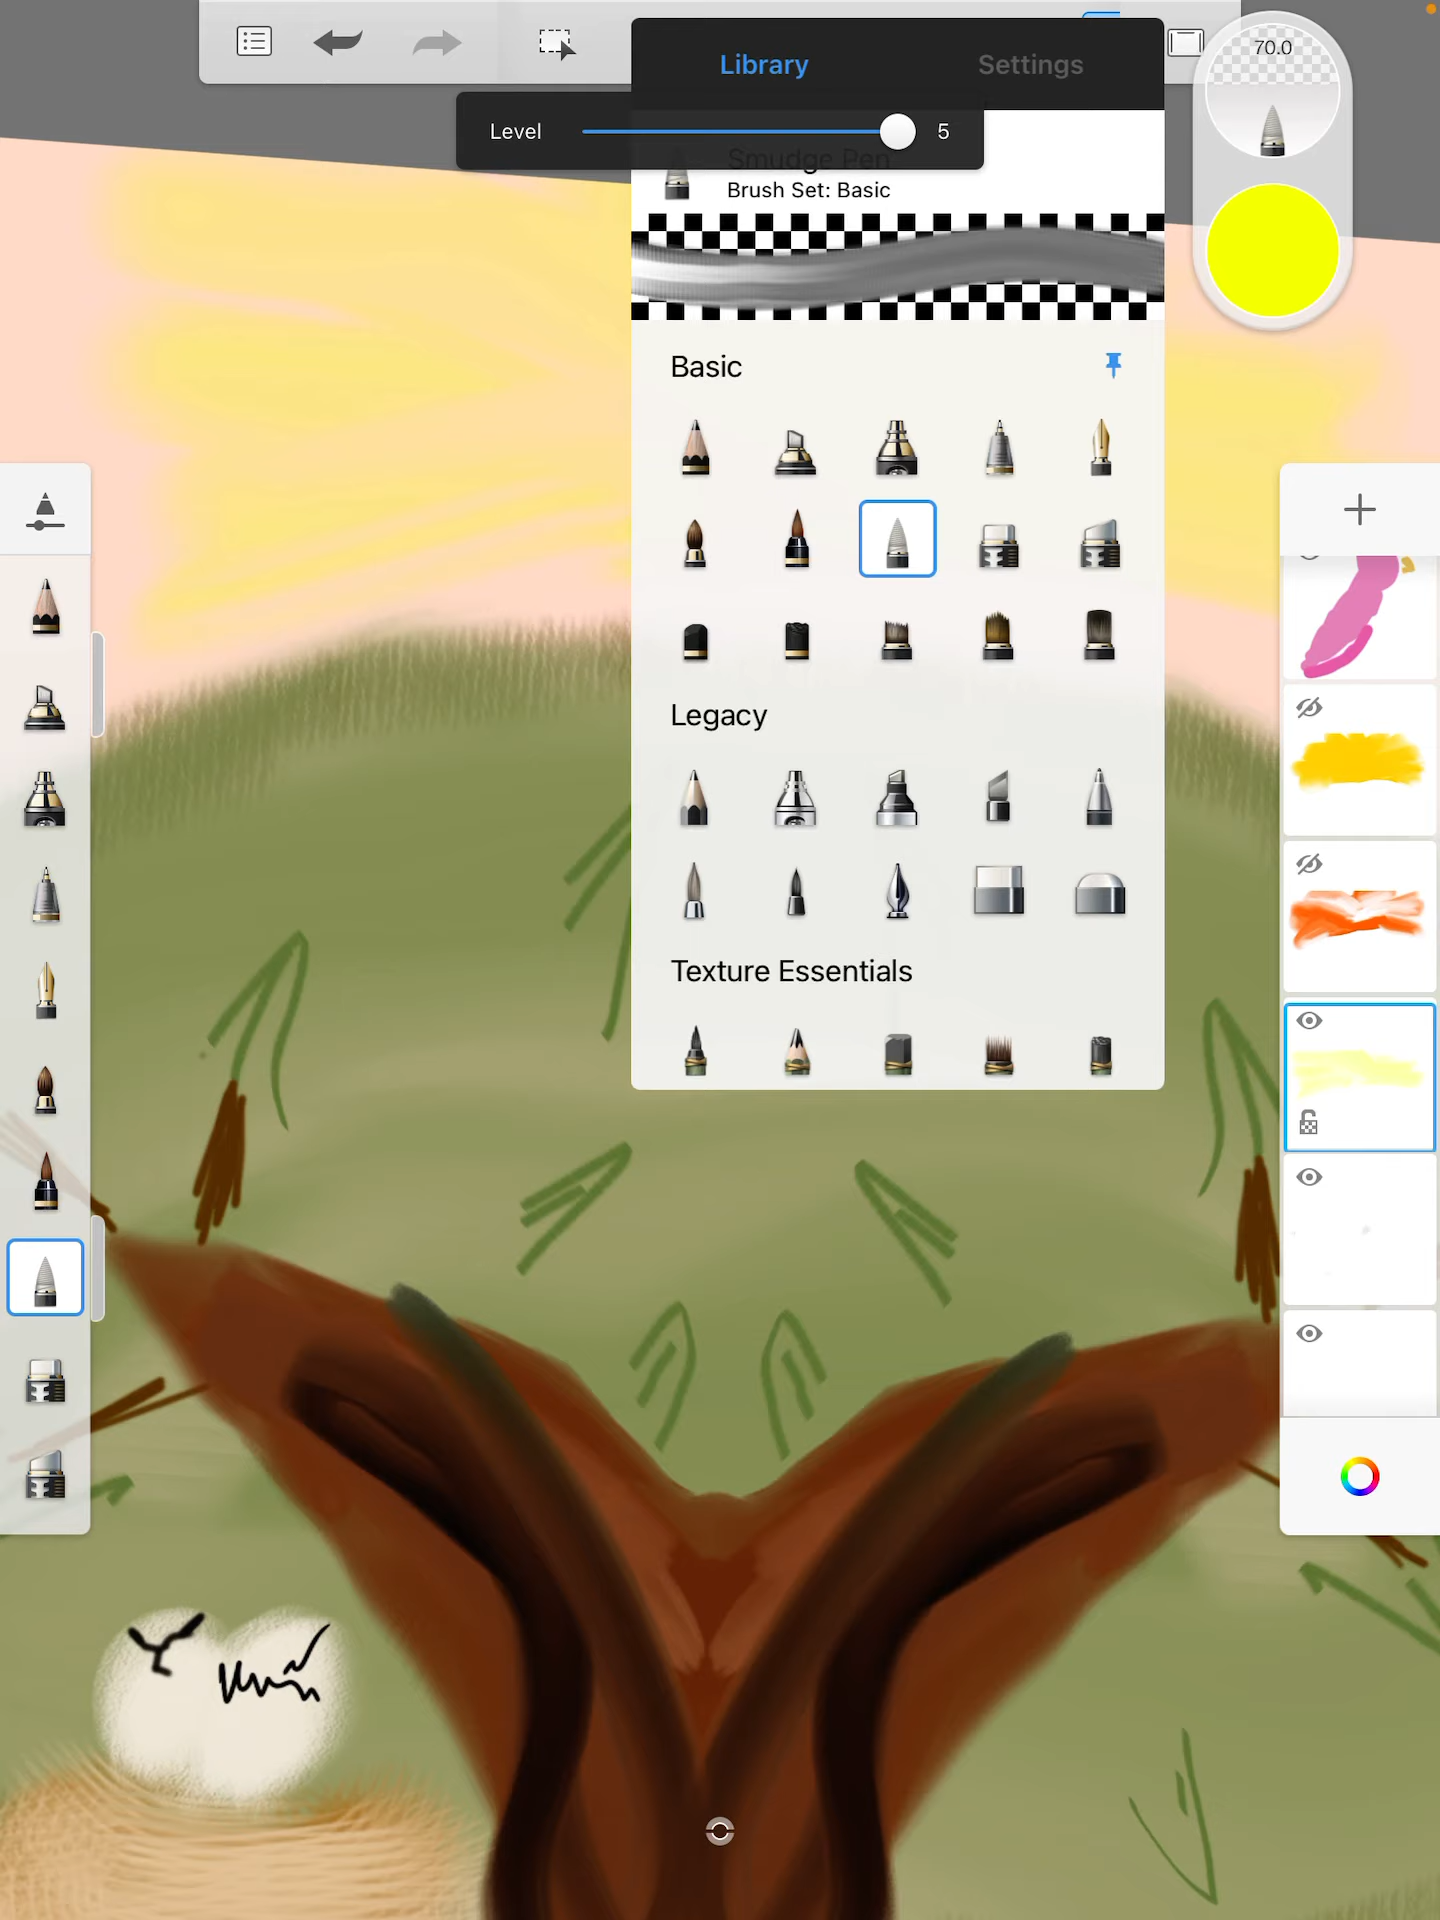 Library
Settings
70.0
Level
5
Smudge Pen
Brush Set: Basic
Basic
Legacy
Texture Essentials